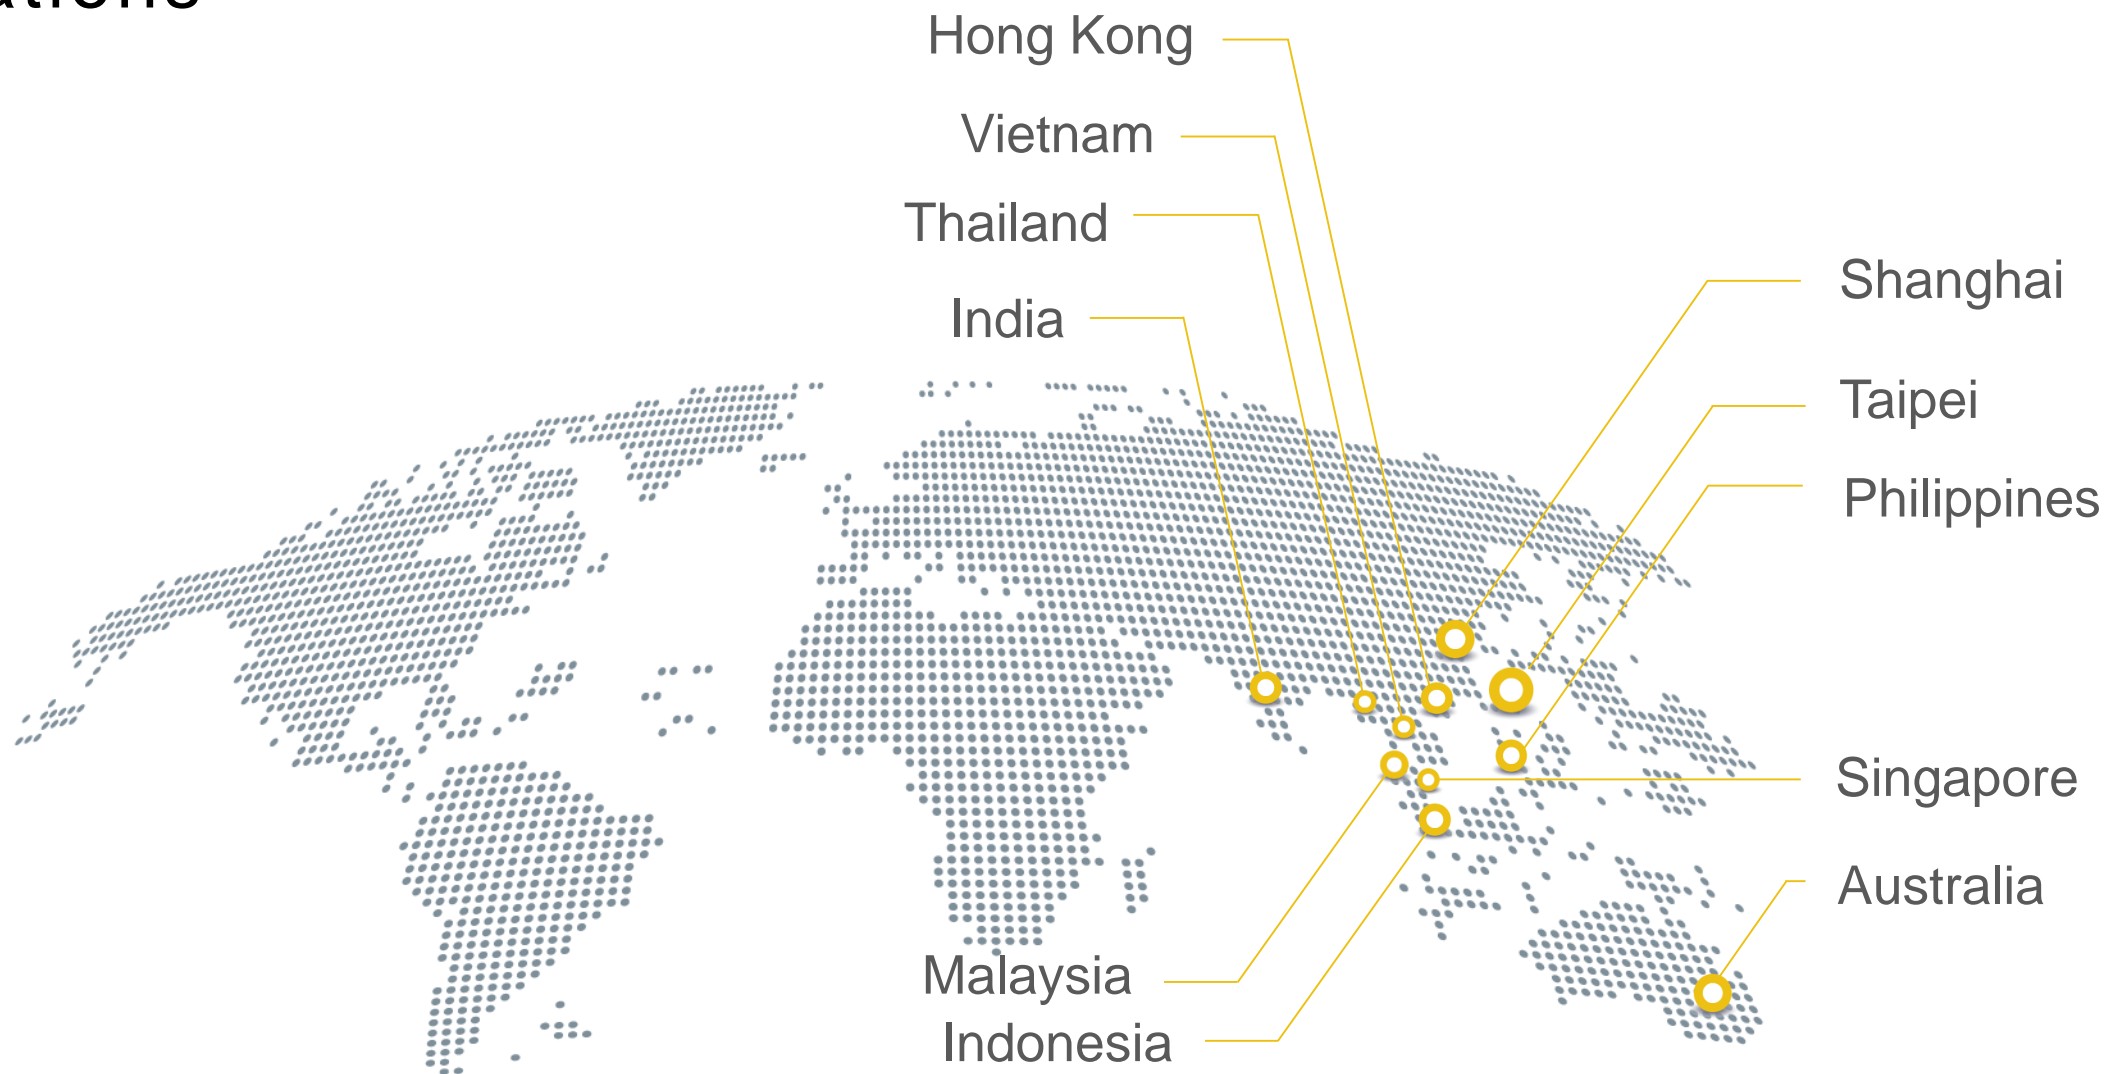 Hong Kong
Vietnam
Thailand
India
Shanghai
Taipei
Philippines
Singapore
Australia
Malaysia
Indonesia